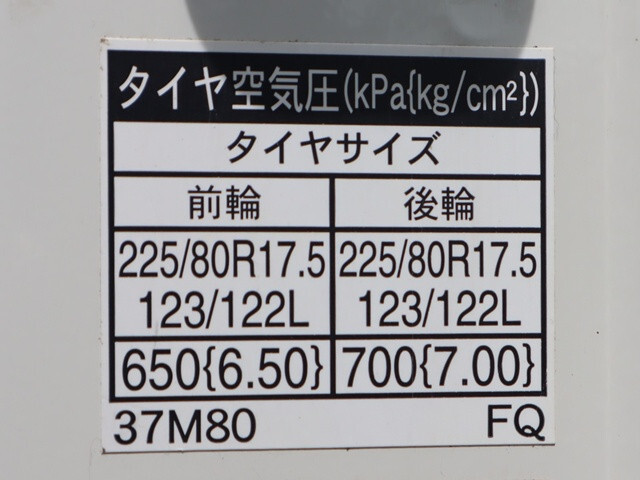 タイヤ空気圧(kPa{kg/cm²})
タイヤサイズ
前輪 後輪
225/80R17.5 225/80R17.5
123/122L 123/122L
650{6.50} 700{7.00}
37M80 FQ